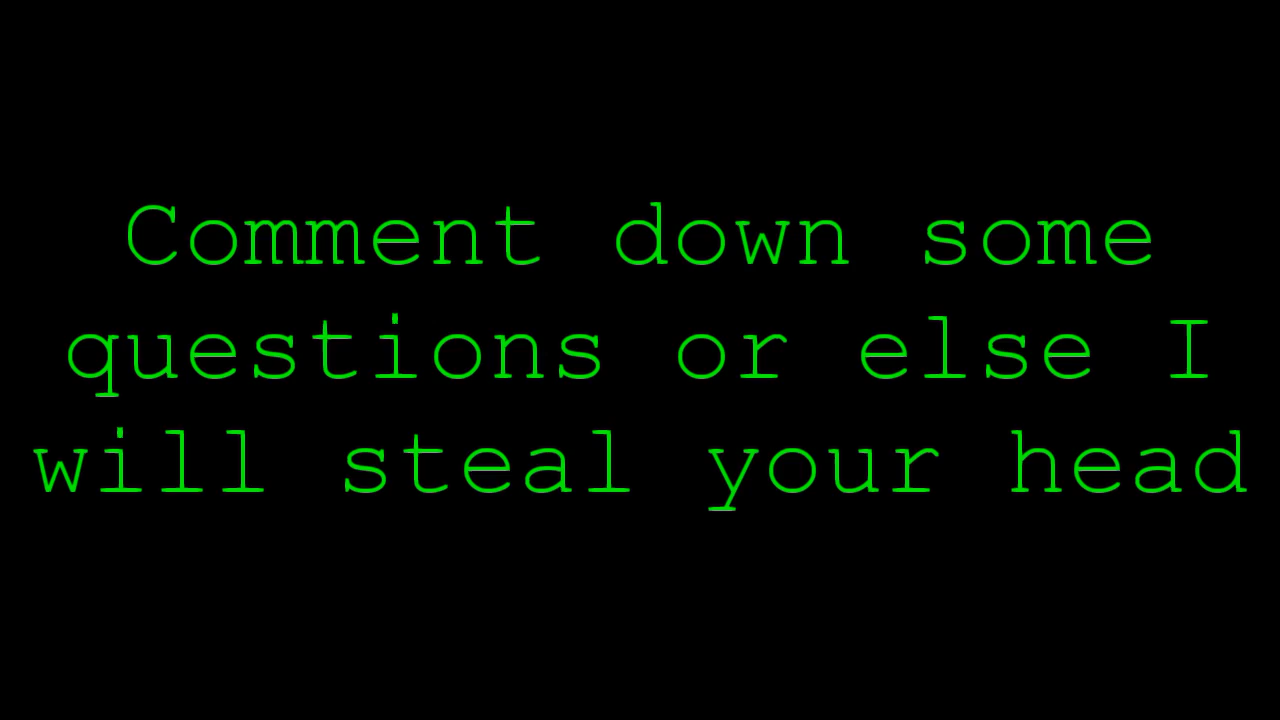 Comment down some
questions or else I
will steal your head